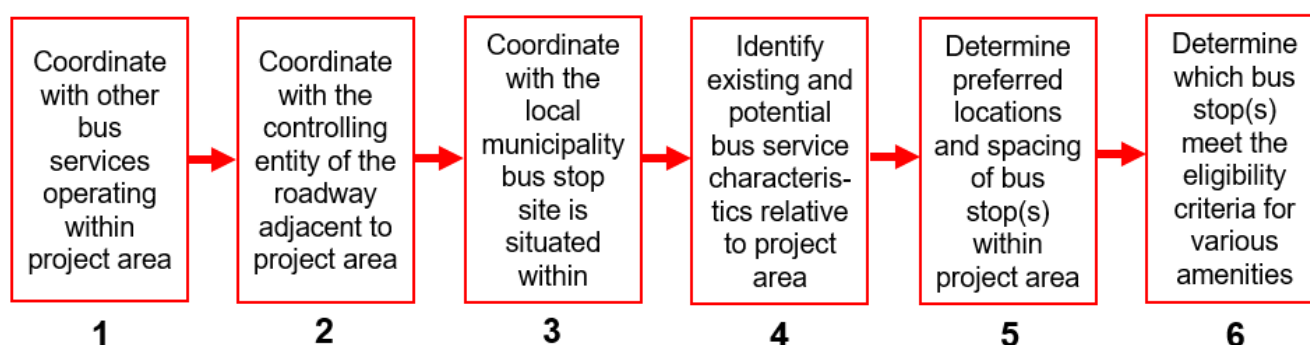 Coordinate
with other
bus
services
operating
within
project area
Coordinate
with the
controlling
entity of the
roadway
adjacent to
project area
Coordinate
with the
local
municipality
bus stop
site is
situated
within
Identify
existing and
potential
bus service
characteris-
tics relative
to project
area
Determine
preferred
locations
and spacing
of bus
stop(s)
within
project area
Determine
which bus
stop(s)
meet the
eligibility
criteria for
various
amenities
1
2
3
4
5
6